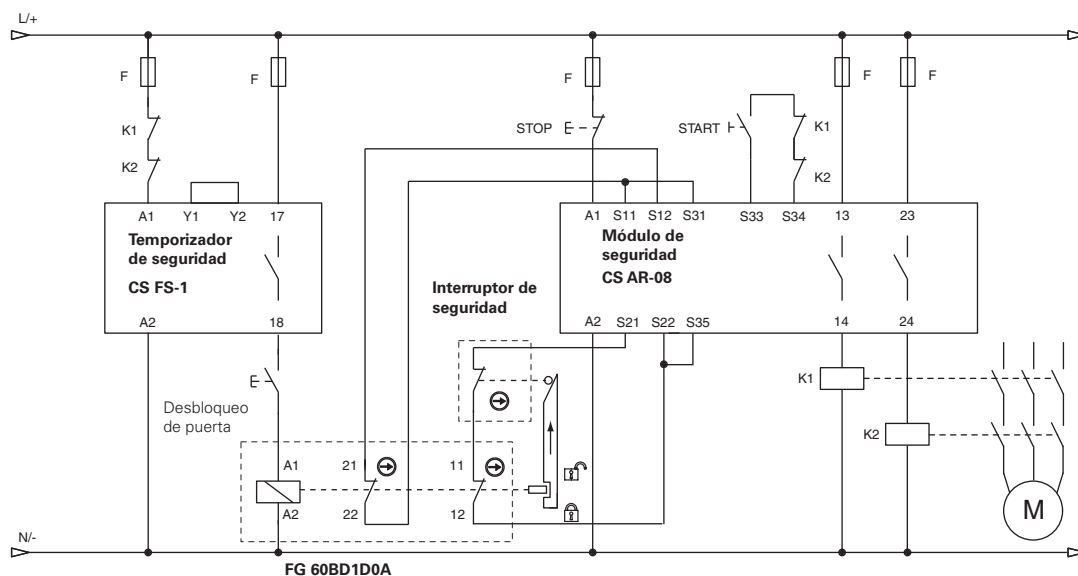 L/+
F
F
F
F
F
K1
K2
STOP
START
K1
K2
A1
Y1
Y2
17
Temporizador
de seguridad
CS FS-1
A2
18
A1
S11
S12
S31
S33
S34
13
23
Módulo de
seguridad
CS AR-08
A2
S21
S22
S35
14
24
Interruptor de
seguridad
Desbloqueo
de puerta
K1
K2
A1
21
11
A2
22
12
M
N/-
FG 60BD1D0A